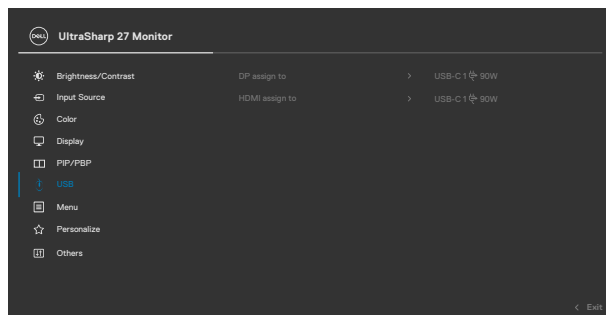 DELL UltraSharp 27 Monitor
Brightness/Contrast DP assign to > USB-C 1 90W
Input Source HDMI assign to > USB-C 1 90W
Color
Display
PIP/PBP
USB
Menu
Personalize
Others
< Exit